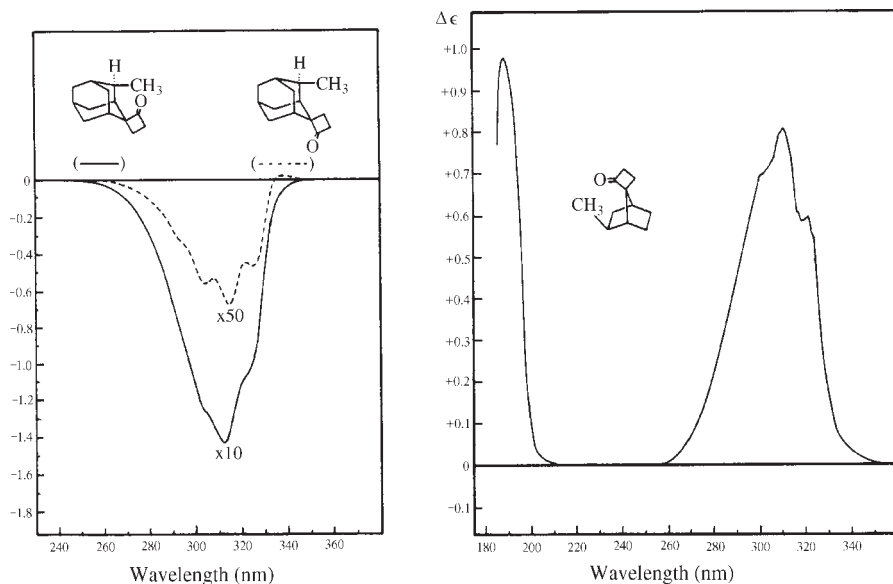 H
CH3
O
(——)
H
CH3
O
(-------)
0
−0.2
−0.4
−0.6
−0.8
−1.0
−1.2
−1.4
−1.6
−1.8
x50
x10
240 260 280 300 320 340 360
Wavelength (nm)
Δϵ
+1.0
+0.9
+0.8
+0.7
+0.6
+0.5
+0.4
+0.3
+0.2
+0.1
0
−0.1
O
CH3
180 200 220 240 260 280 300 320 340
Wavelength (nm)